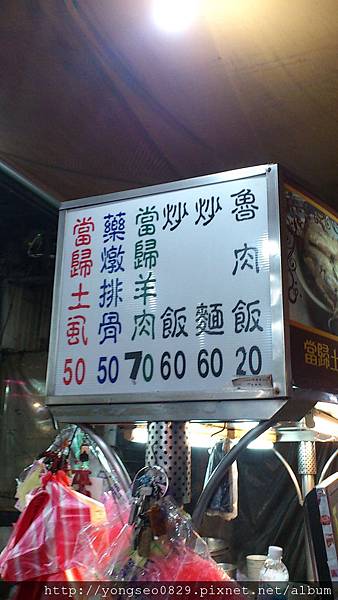 魯肉飯 20
炒麵 60
炒飯 60
當歸羊肉 70
藥燉排骨 50
當歸土虱 50
當歸土
http://yongseo0829.pixnet.net/album